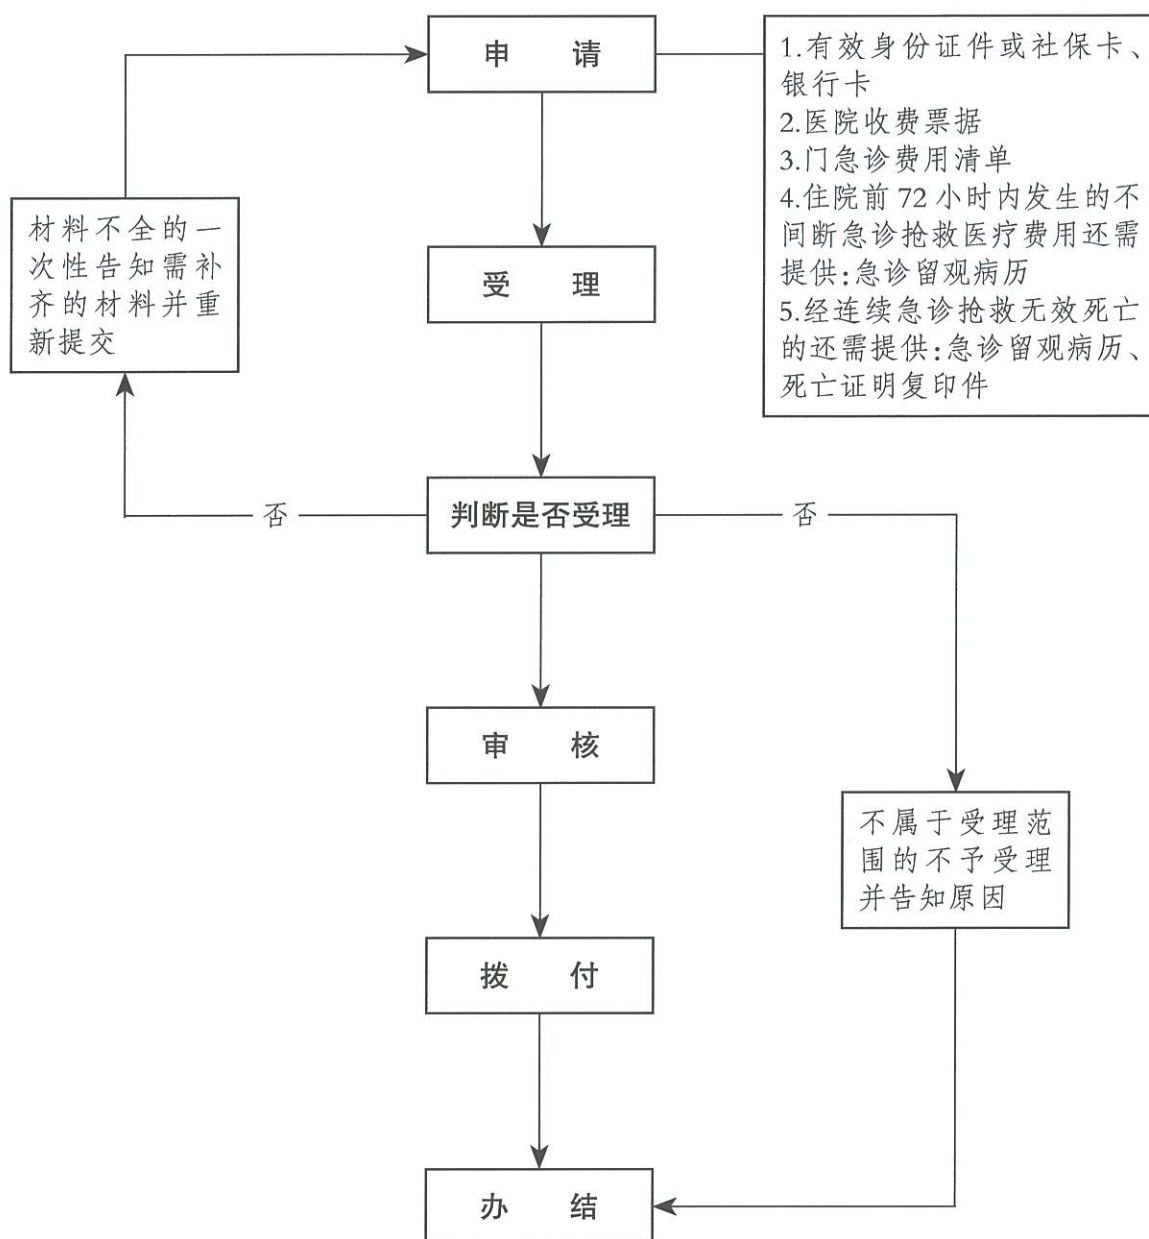 申 请
1.有效身份证件或社保卡、
银行卡
2.医院收费票据
3.门急诊费用清单
4.住院前 72 小时内发生的不
间断急诊抢救医疗费用还需
提供:急诊留观病历
5.经连续急诊抢救无效死亡
的还需提供:急诊留观病历、
死亡证明复印件
材料不全的一
次性告知需补
齐的材料并重
新提交
受 理
否
判断是否受理
否
审 核
不属于受理范
围的不予受理
并告知原因
拨 付
办 结